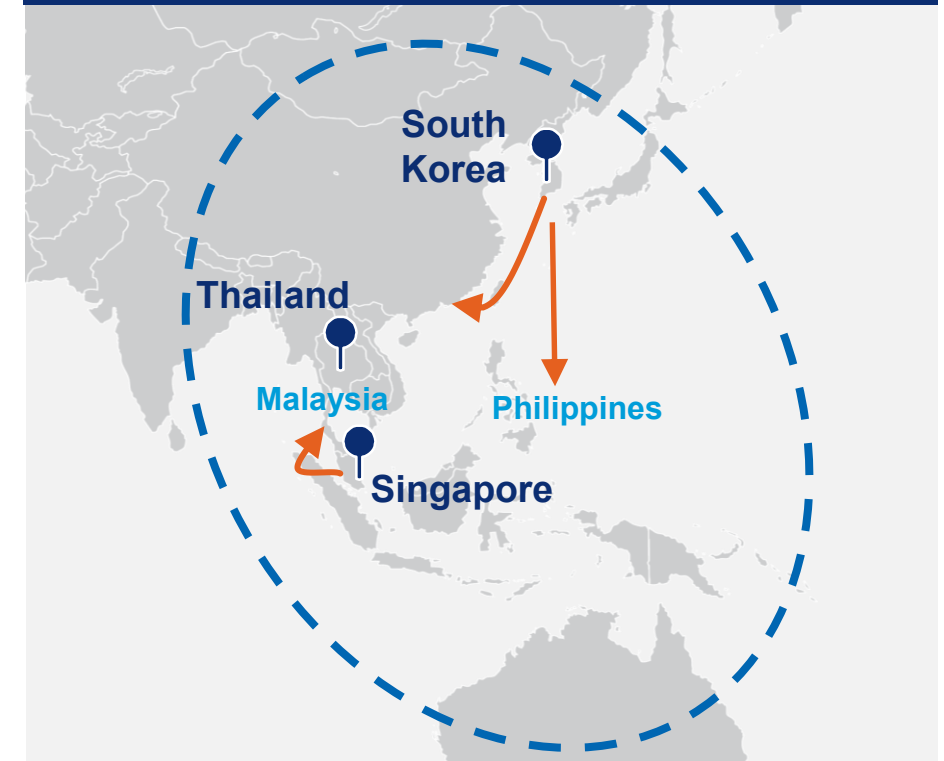 South
Korea
Thailand
Malaysia
Philippines
Singapore